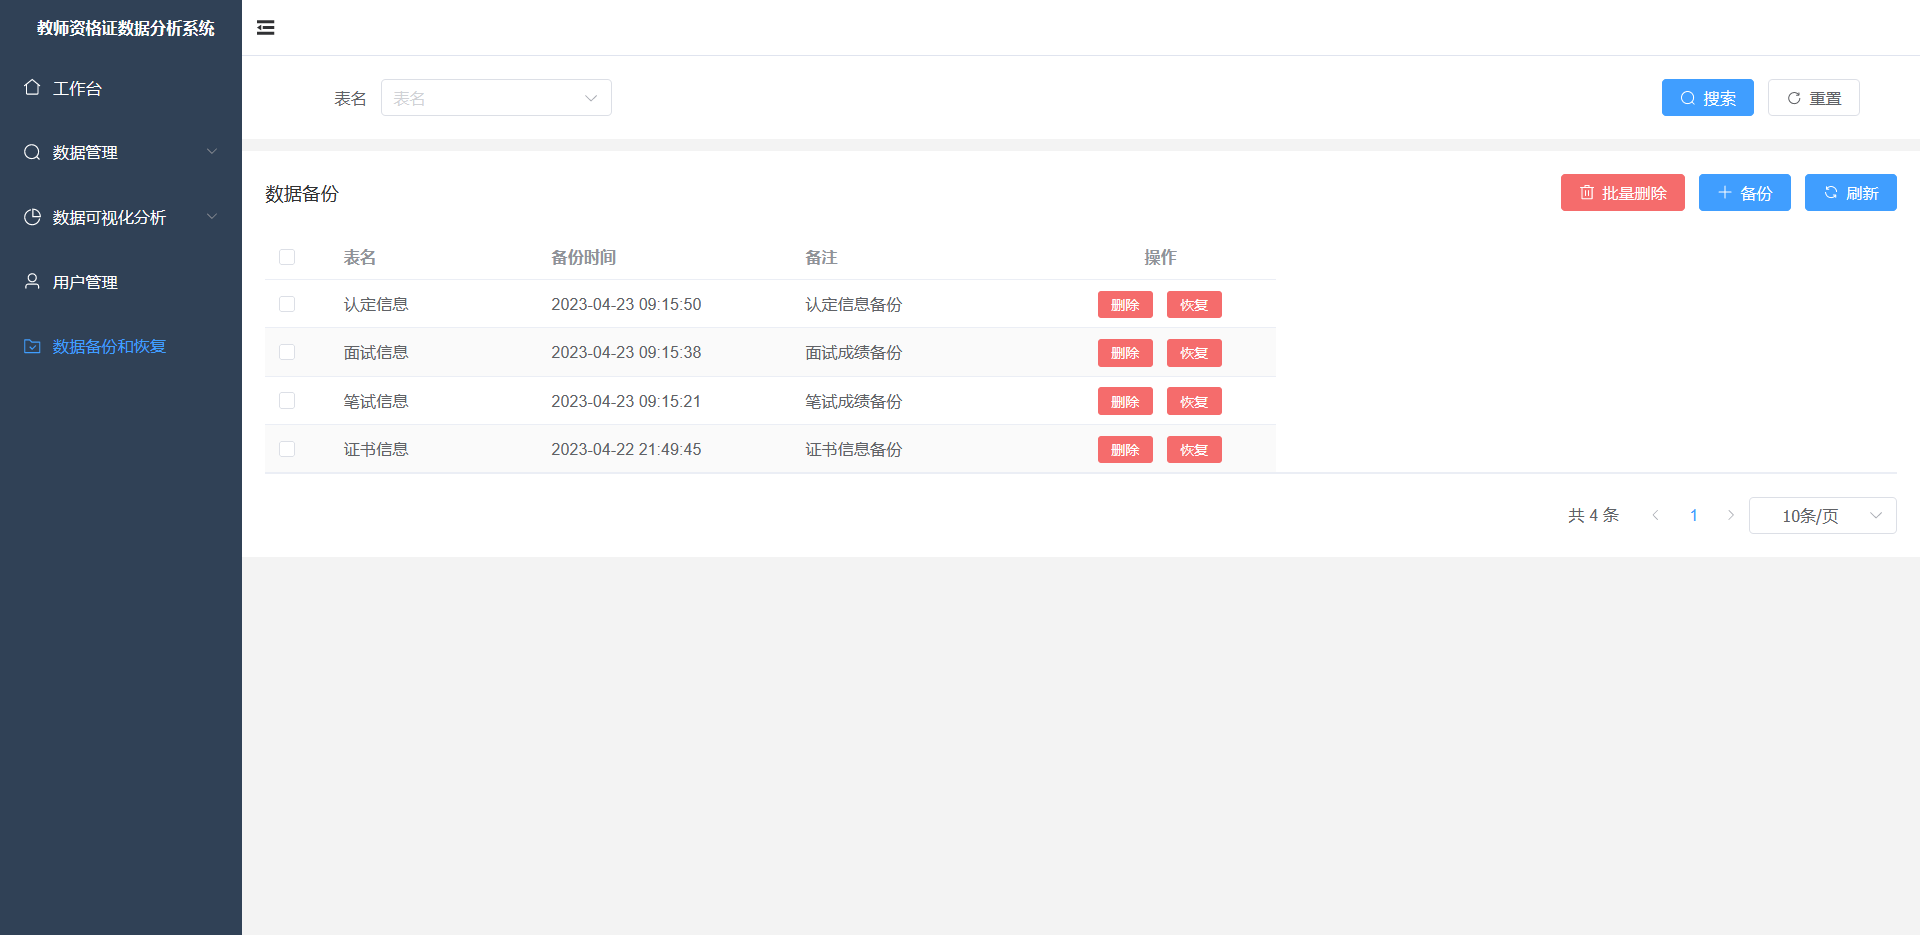 教师资格证数据分析系统
工作台
数据管理
数据可视化分析
用户管理
数据备份和恢复
表名 表名 搜索 重置
数据备份 批量删除 备份 刷新
表名 备份时间 备注 操作
认定信息 2023-04-23 09:15:50 认定信息备份 删除 恢复
面试信息 2023-04-23 09:15:38 面试成绩备份 删除 恢复
笔试信息 2023-04-23 09:15:21 笔试成绩备份 删除 恢复
证书信息 2023-04-22 21:49:45 证书信息备份 删除 恢复
共 4 条 1 10条/页